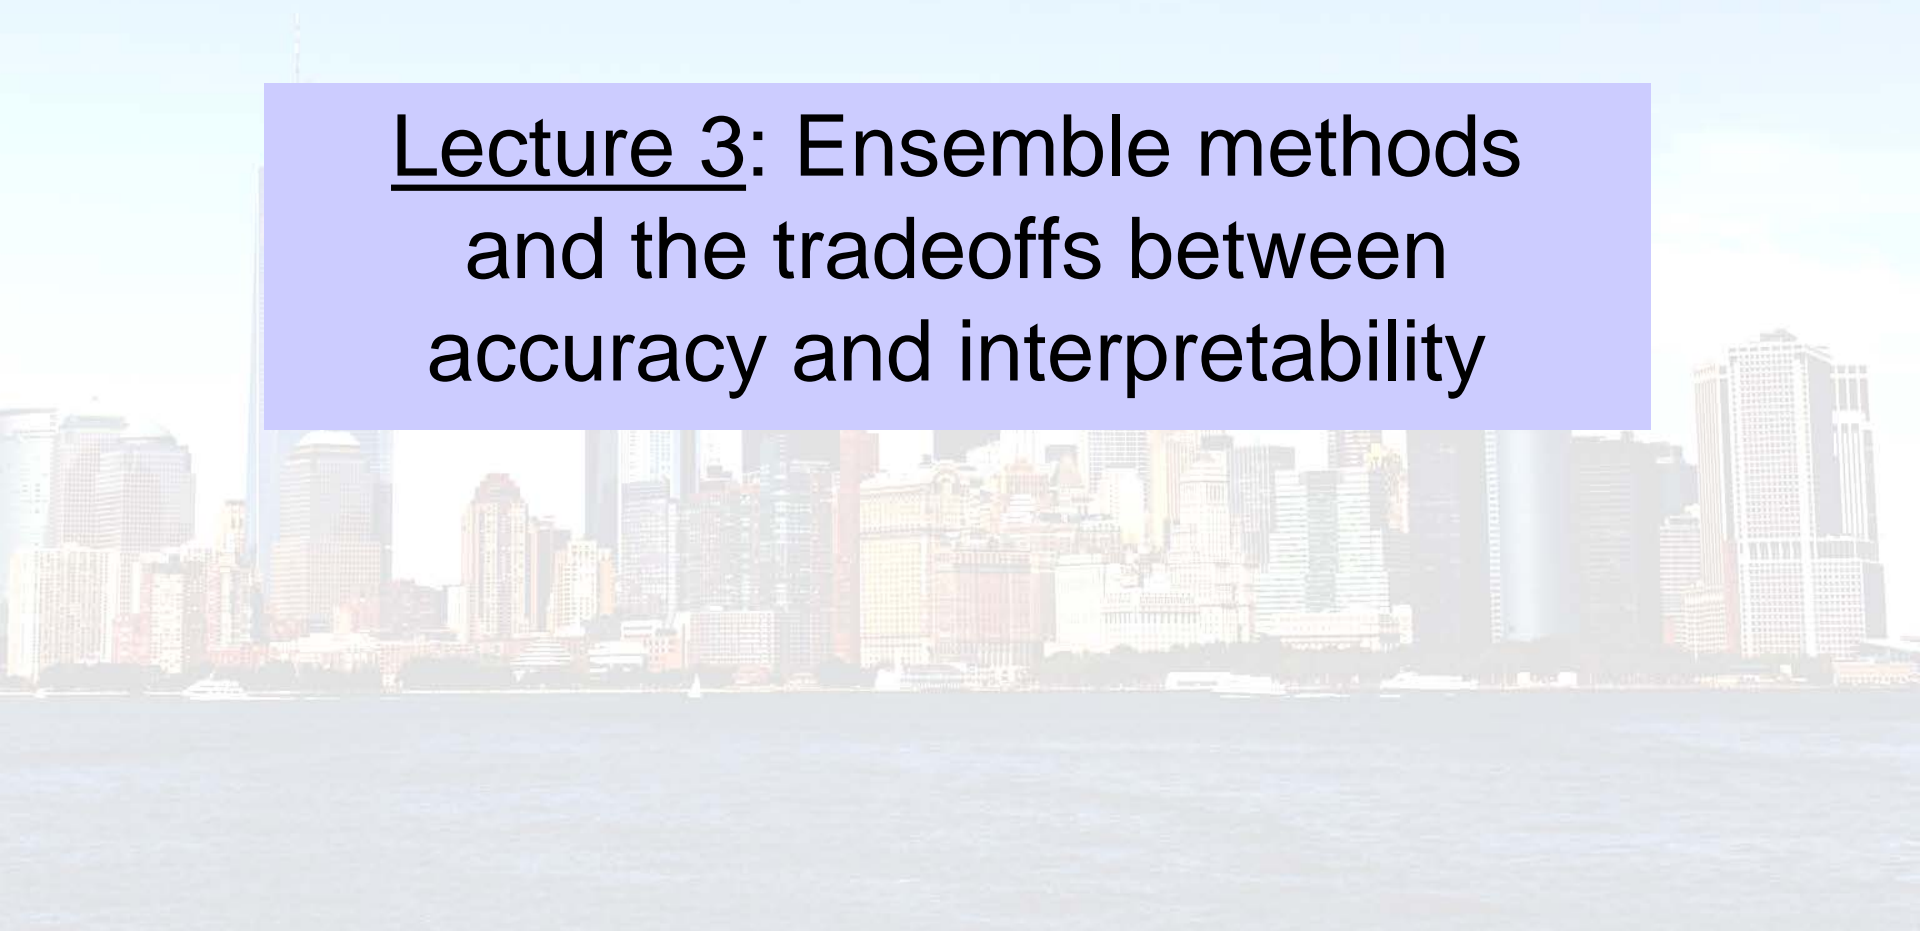 Lecture 3: Ensemble methods
and the tradeoffs between
accuracy and interpretability